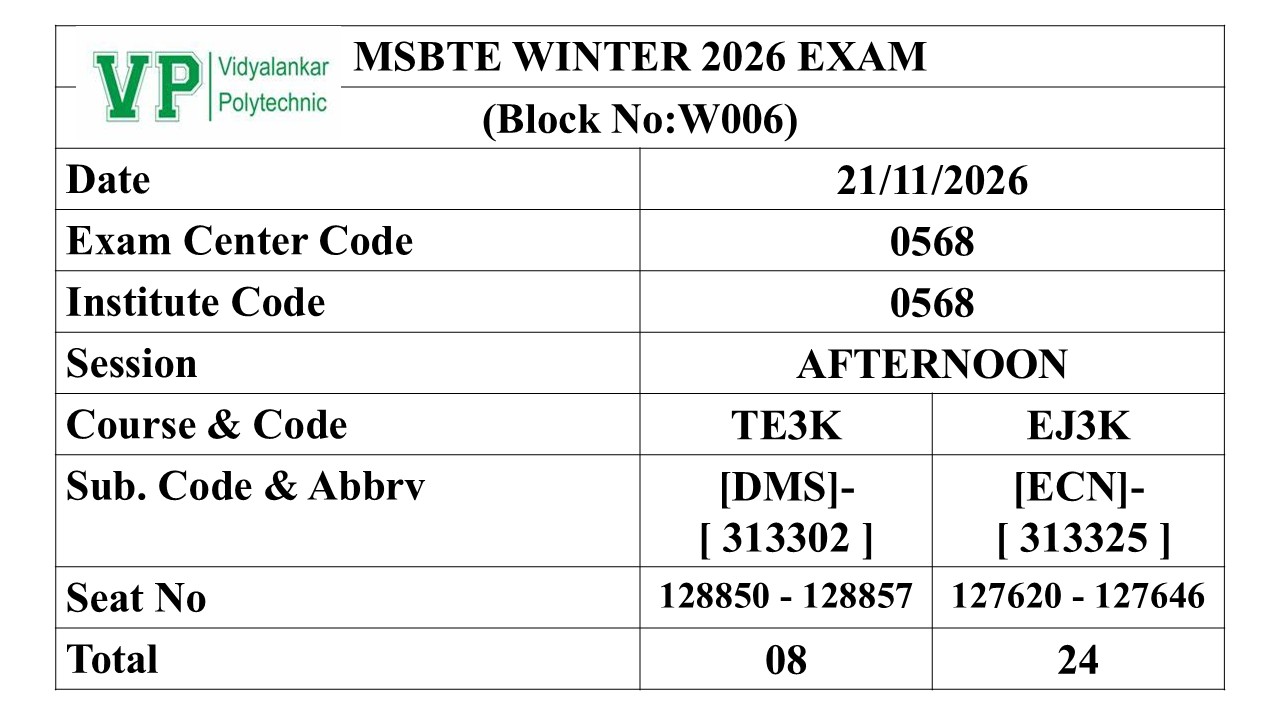 Vidyalankar
Polytechnic
VP
MSBTE WINTER 2026 EXAM
(Block No:W006)
Date 21/11/2026
Exam Center Code 0568
Institute Code 0568
Session AFTERNOON
Course & Code TE3K EJ3K
Sub. Code & Abbrv [DMS]- [ECN]-
[ 313302 ] [ 313325 ]
Seat No 128850 - 128857 127620 - 127646
Total 08 24